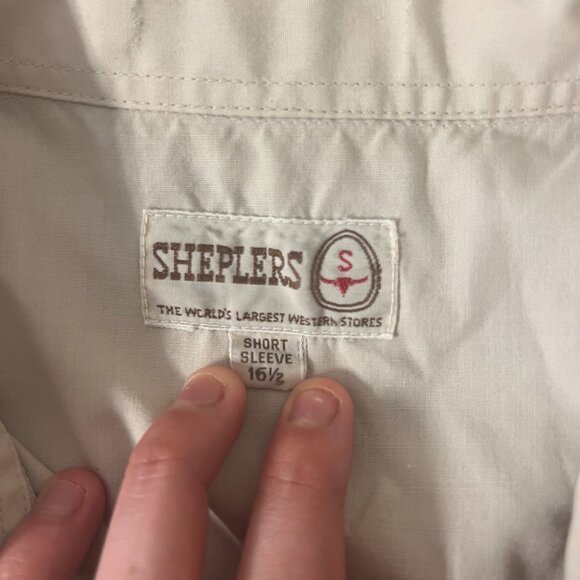 SHEPLERS
S
THE WORLD'S LARGEST WESTERN STORES
SHORT
SLEEVE
16½